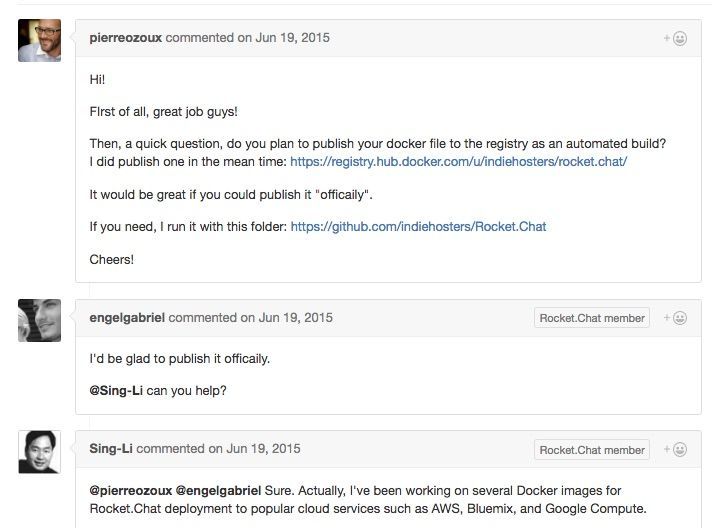 pierreozoux commented on Jun 19, 2015
Hi!
FIrst of all, great job guys!
Then, a quick question, do you plan to publish your docker file to the registry as an automated build?
I did publish one in the mean time: https://registry.hub.docker.com/u/indiehosters/rocket.chat/
It would be great if you could publish it "offically".
If you need, I run it with this folder: https://github.com/indiehosters/Rocket.Chat
Cheers!
engelgabriel commented on Jun 19, 2015
Rocket.Chat member
I'd be glad to publish it offically.
@Sing-Li can you help?
Sing-Li commented on Jun 19, 2015
Rocket.Chat member
@pierreozoux @engelgabriel Sure. Actually, I've been working on several Docker images for
Rocket.Chat deployment to popular cloud services such as AWS, Bluemix, and Google Compute.